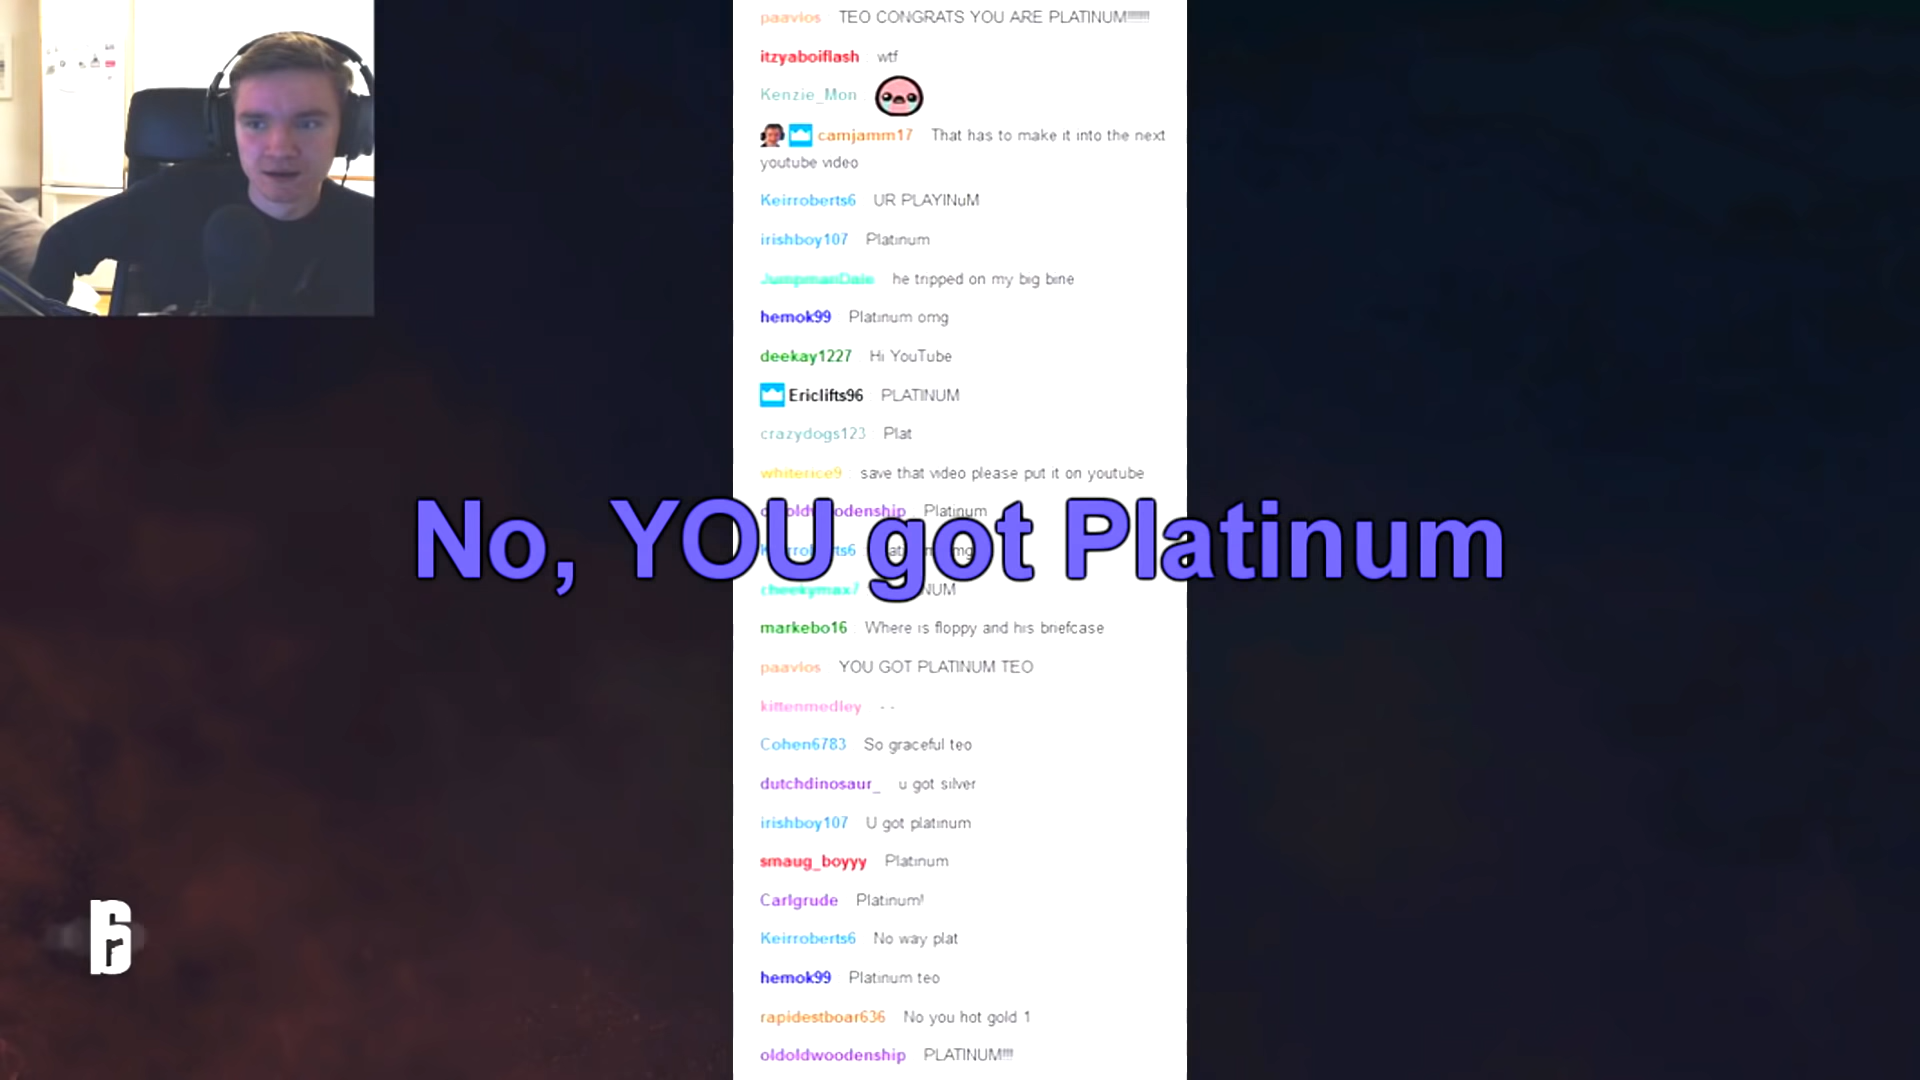 paavlos TEO CONGRATS YOU ARE PLATINUM!!!!!!!!
itzyaboiflash wtf
Kenzie_Mon
camjamm17 That has to make it into the next
youtube video
Keirroberts6 UR PLAYINuM
irishboy107 Platinum
JumpmanDale he tripped on my big bine
hemok99 Platinum omg
deekay1227 Hi YouTube
Ericlifts96 PLATINUM
crazydogs123 Plat
whiterice9 save that video please put it on youtube
oldoldwoodenship Platinum
No, YOU got Platinum
Keirroberts6
cheekymax7
markebo16 Where is floppy and his briefcase
paavlos YOU GOT PLATINUM TEO
kittenmedley - -
Cohen6783 So graceful teo
dutchdinosaur_ u got silver
irishboy107 U got platinum
smaug_boyyy Platinum
Carlgrude Platinum!
Keirroberts6 No way plat
hemok99 Platinum teo
rapidestboar636 No you hot gold 1
oldoldwoodenship PLATINUM!!!!